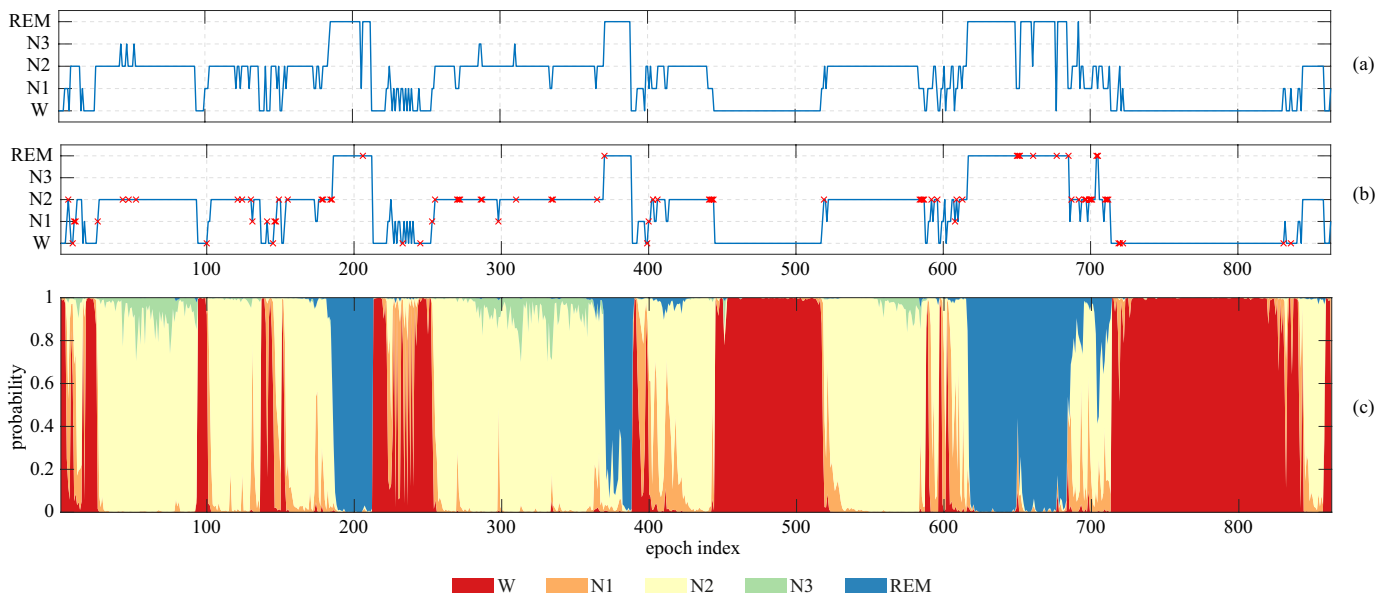 REM
N3
N2
N1
W
(a)
REM
N3
N2
N1
W
(b)
100 200 300 400 500 600 700 800
1
0.8
0.6
0.4
0.2
0
probability
(c)
100 200 300 400 500 600 700 800
epoch index
W N1 N2 N3 REM